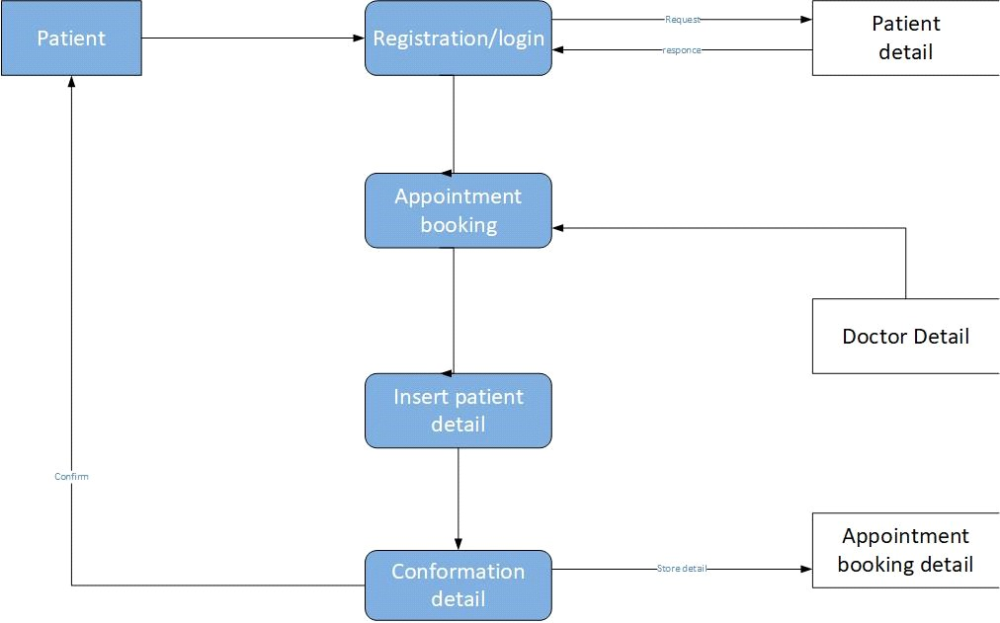 Patient
Registration/login
Request
responce
Patient
detail
Appointment
booking
Doctor Detail
Insert patient
detail
Confirm
Conformation
detail
Store detail
Appointment
booking detail